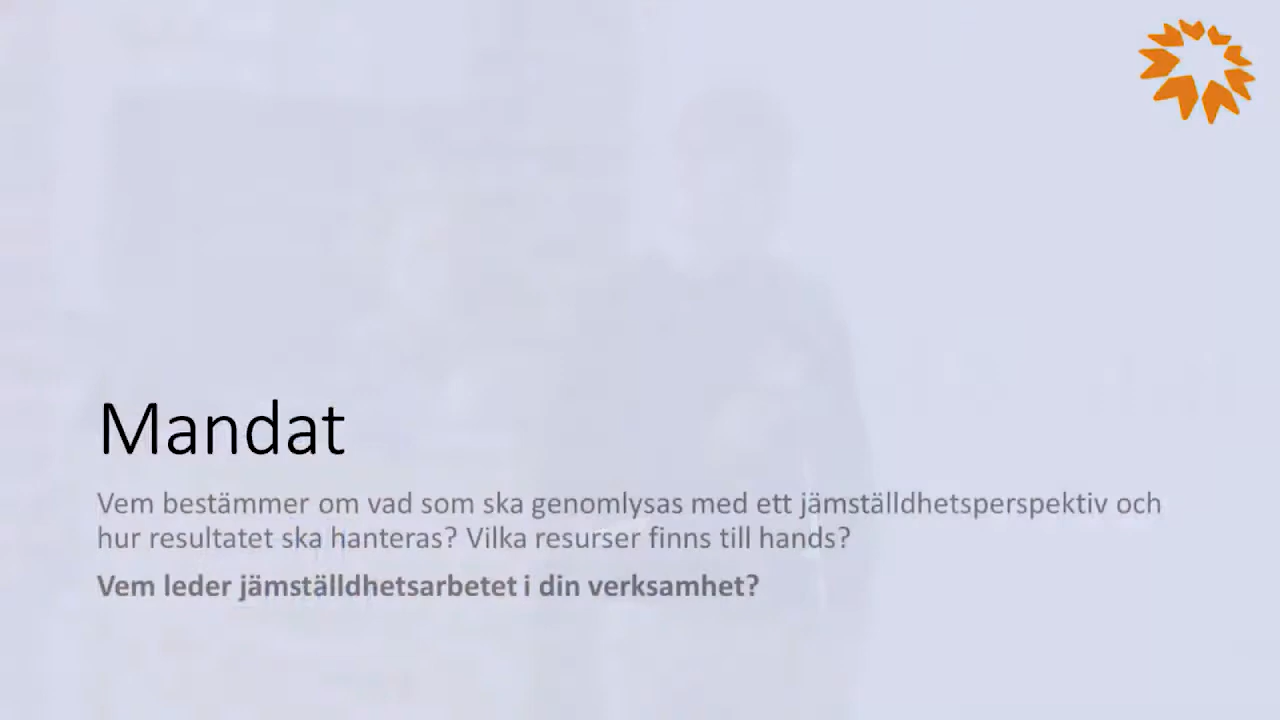 Mandat
Vem bestämmer om vad som ska genomlysas med ett jämställdhetsperspektiv och
hur resultatet ska hanteras? Vilka resurser finns till hands?
Vem leder jämställdhetsarbetet i din verksamhet?